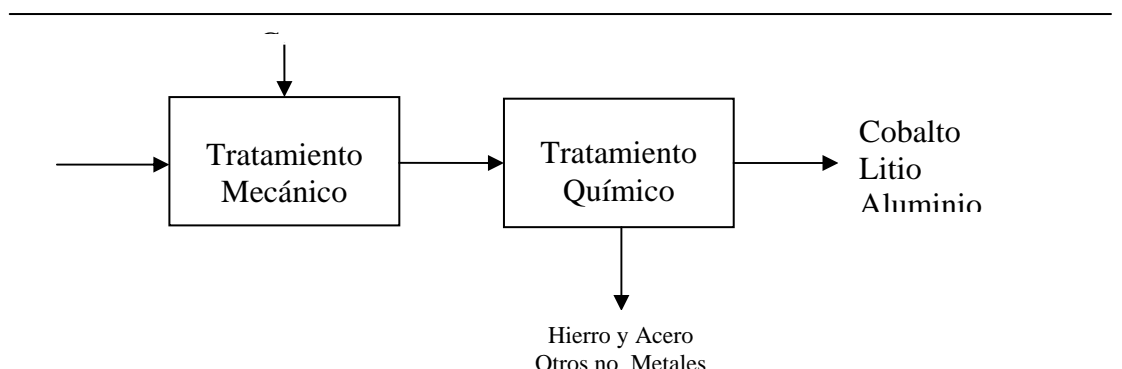 Tratamiento
Mecánico
Tratamiento
Químico
Cobalto
Litio
Aluminio
Hierro y Acero
Otros no Metales